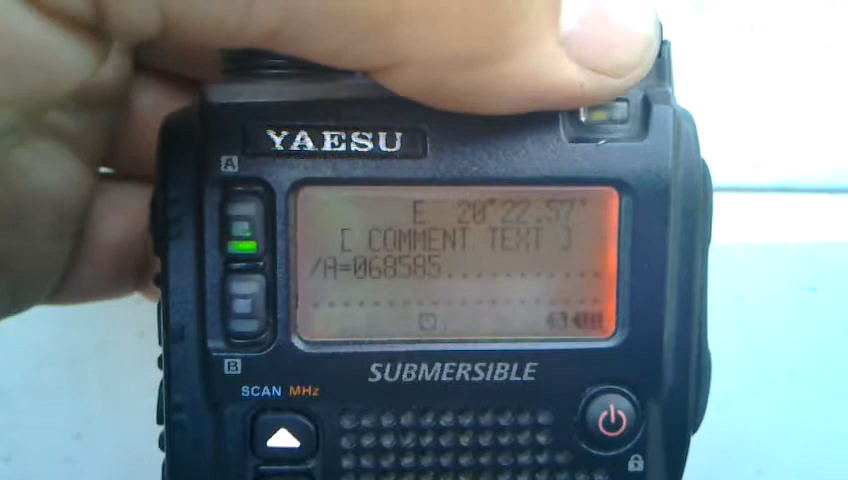 YAESU
A
E 20°22.57'
[ COMMENT TEXT ]
/A=068585............
.....................
SUBMERSIBLE
B
SCAN MHz